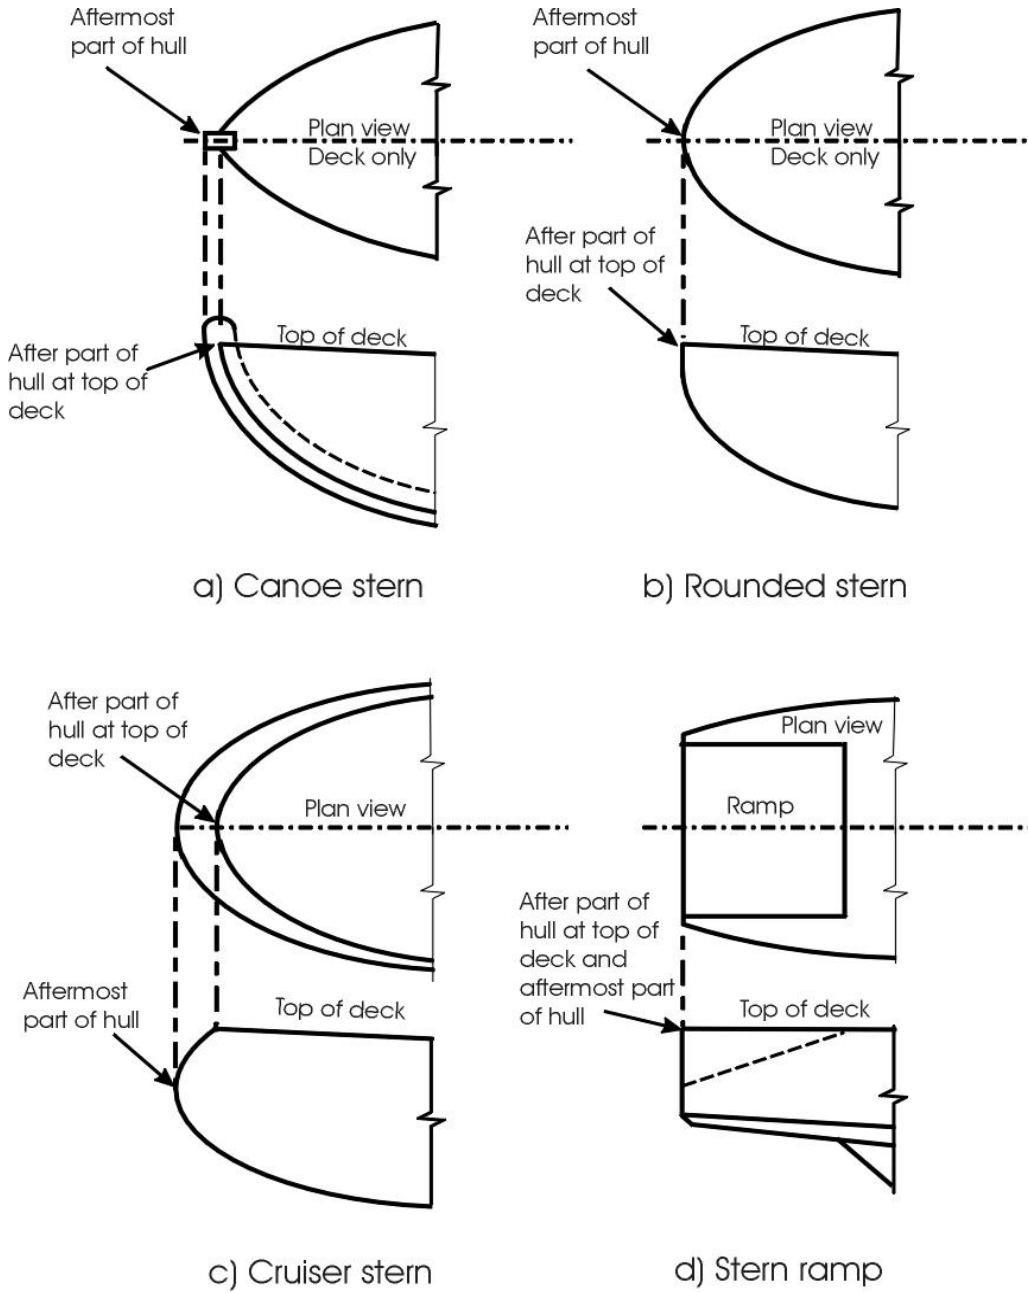 Aftermost
part of hull
Plan view
Deck only
After part of
hull at top of
deck
Top of deck
a) Canoe stern
Aftermost
part of hull
Plan view
Deck only
After part of
hull at top of
deck
Top of deck
b) Rounded stern
After part of
hull at top of
deck
Plan view
Aftermost
part of hull
Top of deck
c) Cruiser stern
Plan view
Ramp
After part of
hull at top of
deck and
aftermost part
of hull
Top of deck
d) Stern ramp